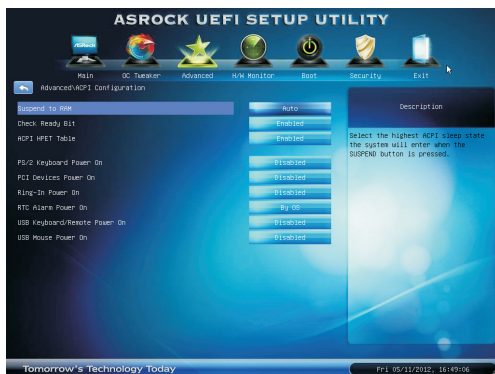 ASROCK UEFI SETUP UTILITY
ASRock
Main OC Tweaker Advanced H/W Monitor Boot Security Exit
Advanced\ACPI Configuration
Description
Suspend to RAM Auto
Check Ready Bit Enabled
ACPI HPET Table Enabled
Select the highest ACPI sleep state
the system will enter when the
SUSPEND button is pressed.
PS/2 Keyboard Power On Disabled
PCI Devices Power On Disabled
Ring-In Power On Disabled
RTC Alarm Power On By OS
USB Keyboard/Remote Power On Disabled
USB Mouse Power On Disabled
Tomorrow's Technology Today
Fri 05/11/2012, 16:49:06